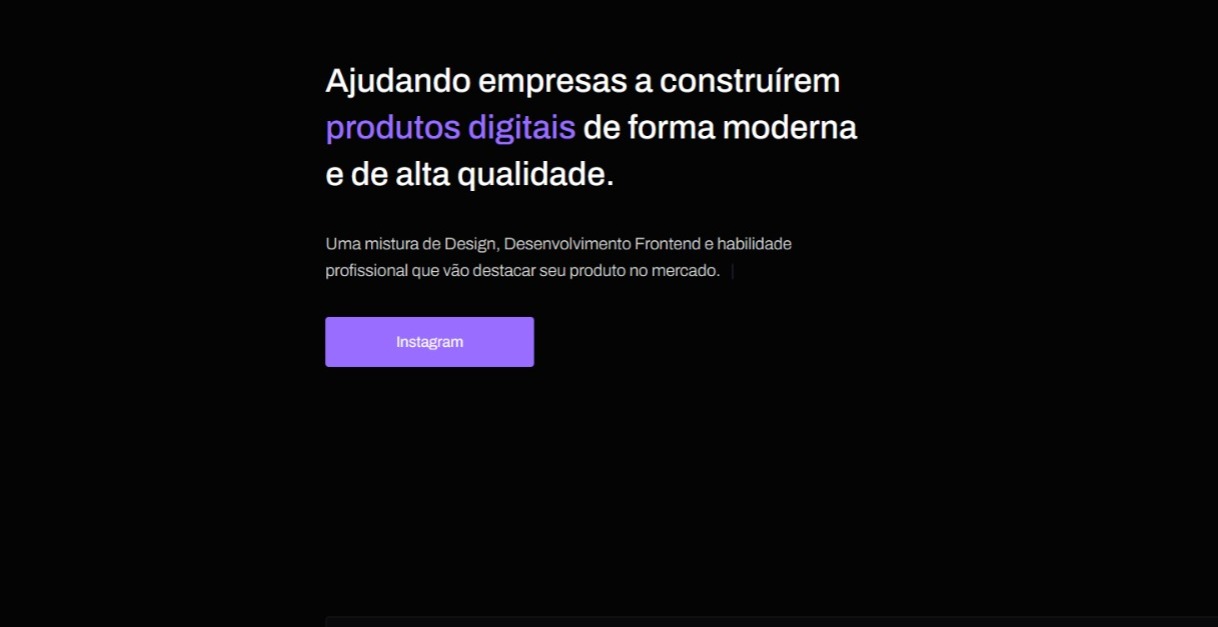 Ajudando empresas a construírem
produtos digitais de forma moderna
e de alta qualidade.
Uma mistura de Design, Desenvolvimento Frontend e habilidade
profissional que vão destacar seu produto no mercado. |
Instagram